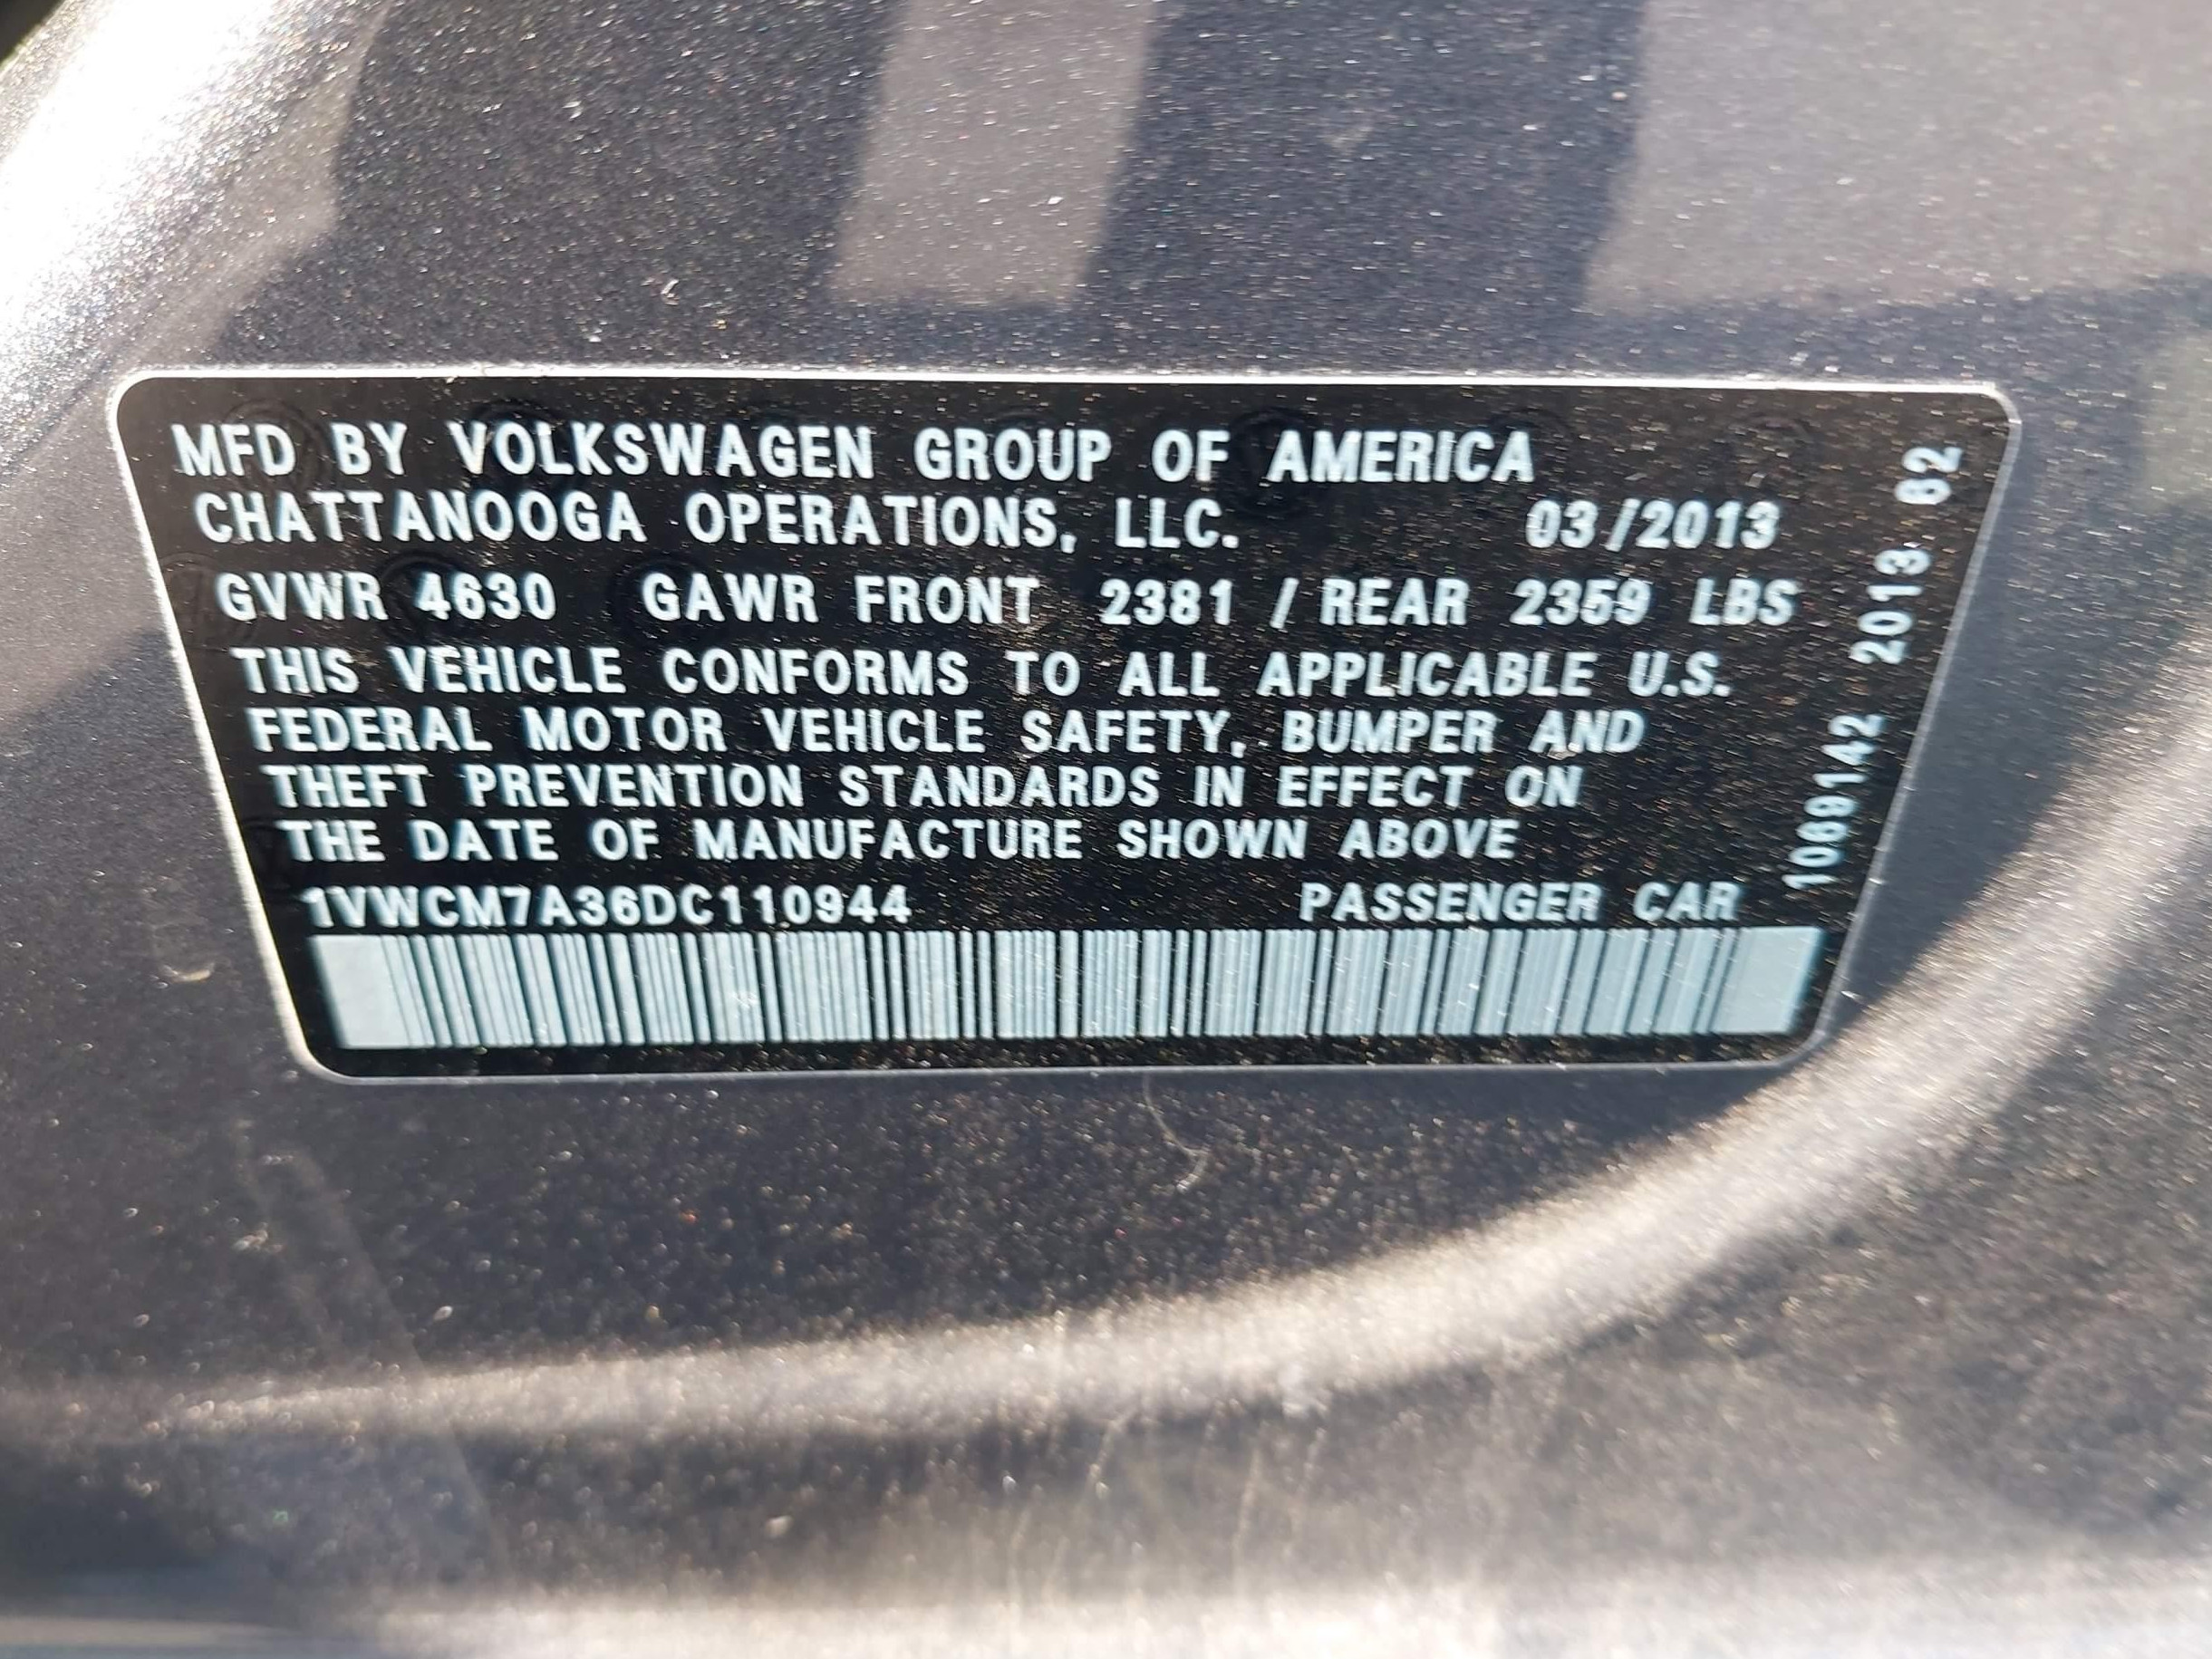 MFD BY VOLKSWAGEN GROUP OF AMERICA
CHATTANOOGA OPERATIONS, LLC. 03/2013
GVWR 4630 GAWR FRONT 2381 / REAR 2359 LBS
THIS VEHICLE CONFORMS TO ALL APPLICABLE U.S.
FEDERAL MOTOR VEHICLE SAFETY, BUMPER AND
THEFT PREVENTION STANDARDS IN EFFECT ON
THE DATE OF MANUFACTURE SHOWN ABOVE
1VWCM7A36DC110944 PASSENGER CAR
1069142 2013 62